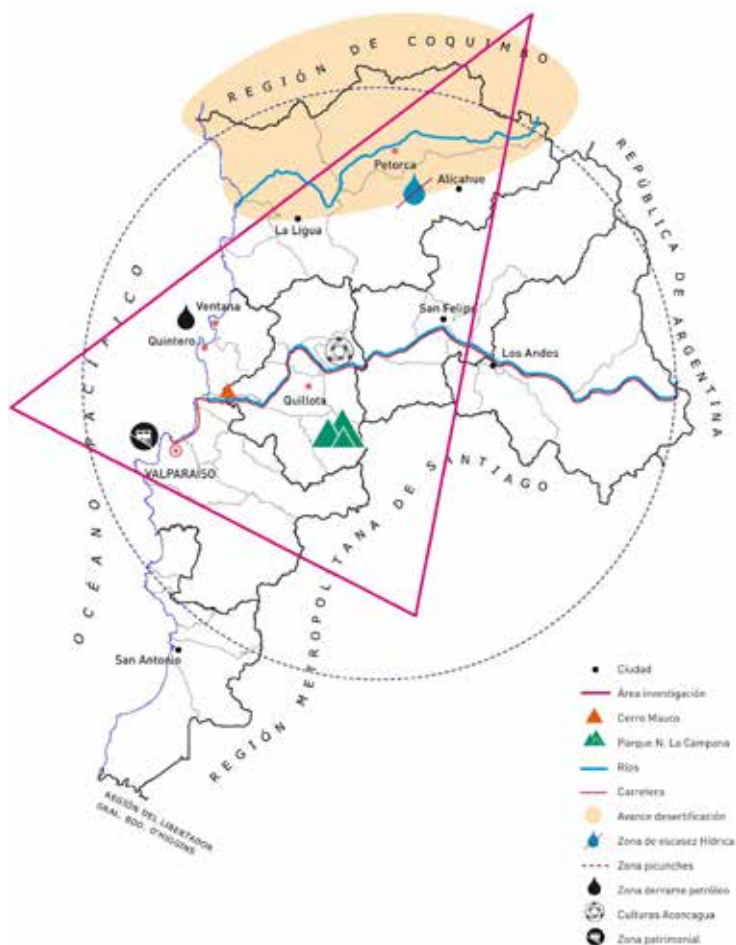 REGIÓN DE COQUIMBO
REPÚBLICA DE ARGENTINA
Petorca
Alicahue
La Ligua
OCÉANO PACÍFICO
Ventana
San Felipe
Quintero
Los Andes
Quillota
VALPARAÍSO
REGIÓN METROPOLITANA DE SANTIAGO
San Antonio
REGIÓN DEL LIBERTADOR
GRAL. BDO. O'HIGGINS
Ciudad
Área investigación
Cerro Mauco
Parque N. La Campana
Ríos
Carretera
Avance desertificación
Zona de escasez Hídrica
Zona picunches
Zona derrame petróleo
Culturas Aconcagua
Zona patrimonial